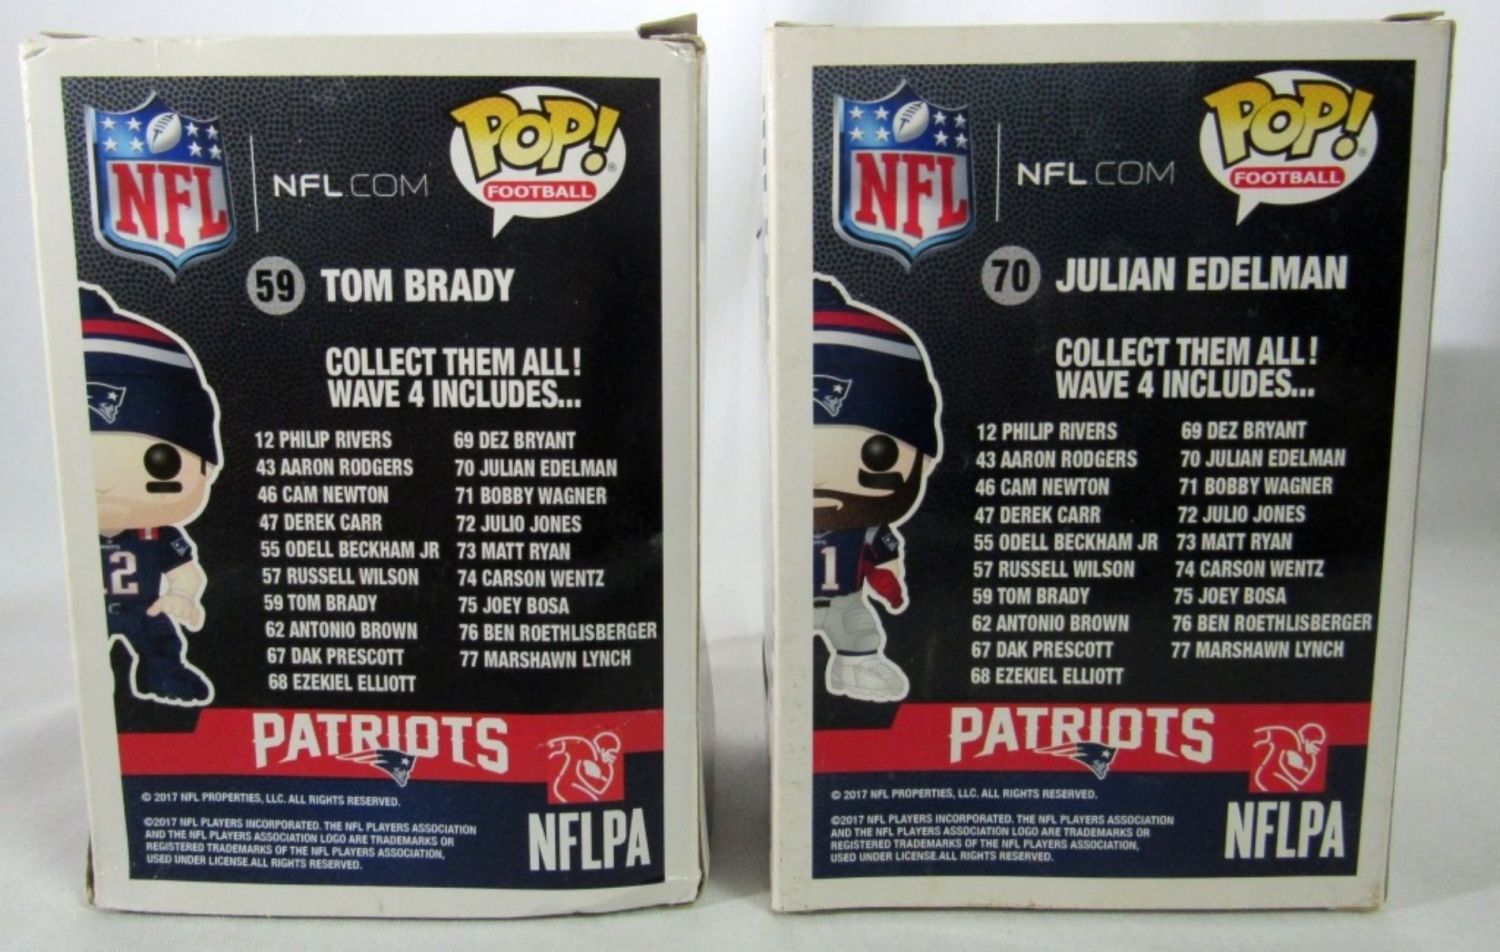 NFL
NFL.COM
POP!
FOOTBALL
59 TOM BRADY
COLLECT THEM ALL!
WAVE 4 INCLUDES...
12 PHILIP RIVERS
43 AARON RODGERS
46 CAM NEWTON
47 DEREK CARR
55 ODELL BECKHAM JR
57 RUSSELL WILSON
59 TOM BRADY
62 ANTONIO BROWN
67 DAK PRESCOTT
68 EZEKIEL ELLIOTT
69 DEZ BRYANT
70 JULIAN EDELMAN
71 BOBBY WAGNER
72 JULIO JONES
73 MATT RYAN
74 CARSON WENTZ
75 JOEY BOSA
76 BEN ROETHLISBERGER
77 MARSHAWN LYNCH
12
PATRIOTS
© 2017 NFL PROPERTIES, LLC. ALL RIGHTS RESERVED.
©2017 NFL PLAYERS INCORPORATED. THE NFL PLAYERS ASSOCIATION
AND THE NFL PLAYERS ASSOCIATION LOGO ARE TRADEMARKS OR
REGISTERED TRADEMARKS OF THE NFL PLAYERS ASSOCIATION,
USED UNDER LICENSE.ALL RIGHTS RESERVED.
NFLPA
NFL
NFL.COM
POP!
FOOTBALL
70 JULIAN EDELMAN
COLLECT THEM ALL!
WAVE 4 INCLUDES...
12 PHILIP RIVERS
43 AARON RODGERS
46 CAM NEWTON
47 DEREK CARR
55 ODELL BECKHAM JR
57 RUSSELL WILSON
59 TOM BRADY
62 ANTONIO BROWN
67 DAK PRESCOTT
68 EZEKIEL ELLIOTT
69 DEZ BRYANT
70 JULIAN EDELMAN
71 BOBBY WAGNER
72 JULIO JONES
73 MATT RYAN
74 CARSON WENTZ
75 JOEY BOSA
76 BEN ROETHLISBERGER
77 MARSHAWN LYNCH
1
PATRIOTS
© 2017 NFL PROPERTIES, LLC. ALL RIGHTS RESERVED.
©2017 NFL PLAYERS INCORPORATED. THE NFL PLAYERS ASSOCIATION
AND THE NFL PLAYERS ASSOCIATION LOGO ARE TRADEMARKS OR
REGISTERED TRADEMARKS OF THE NFL PLAYERS ASSOCIATION,
USED UNDER LICENSE.ALL RIGHTS RESERVED.
NFLPA